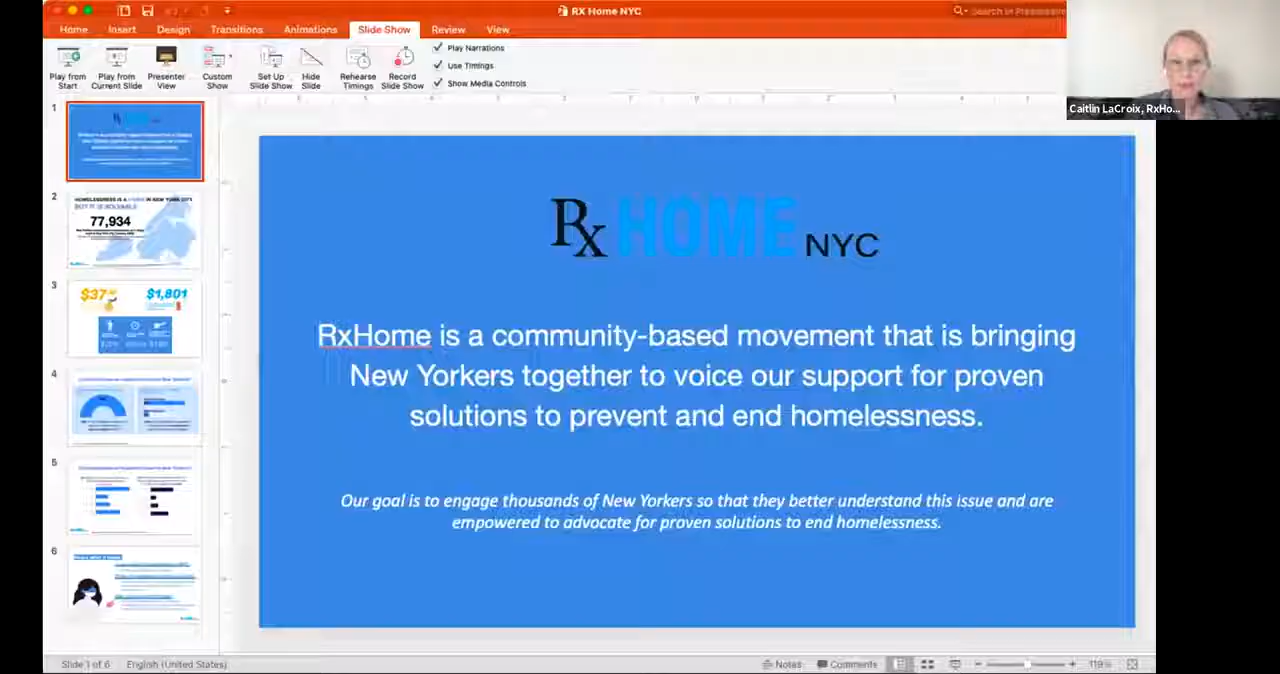 RX Home NYC
Search in Presentation
Home Insert Design Transitions Animations Slide Show Review View
Play from Start
Play from Current Slide
Presenter View
Custom Show
Set Up Slide Show
Hide Slide
Rehearse Timings
Record Slide Show
Play Narrations
Use Timings
Show Media Controls
Caitlin LaCroix, RxHo...
1
2
HOMELESSNESS IS A CRISIS IN NEW YORK CITY
BUT IT IS SOLVABLE
77,934
3
$37
$1,801
4
5
6
Rx HOME NYC
RxHome is a community-based movement that is bringing
New Yorkers together to voice our support for proven
solutions to prevent and end homelessness.
Our goal is to engage thousands of New Yorkers so that they better understand this issue and are
empowered to advocate for proven solutions to end homelessness.
Slide 1 of 6 English (United States)
Notes Comments 119%